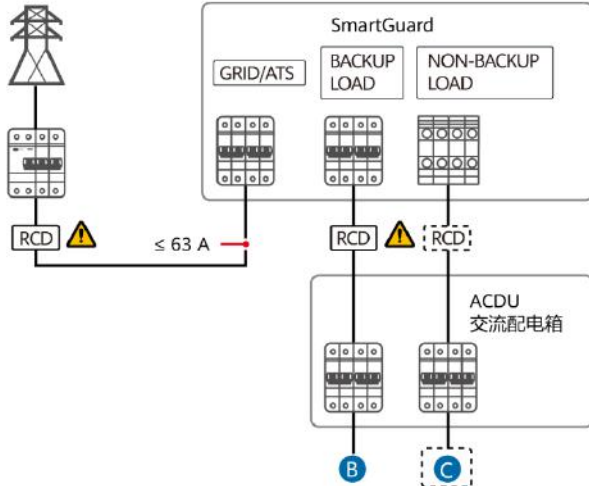 SmartGuard
GRID/ATS
BACKUP
LOAD
NON-BACKUP
LOAD
RCD
≤ 63 A
RCD
RCD
ACDU
交流配电箱
B
C